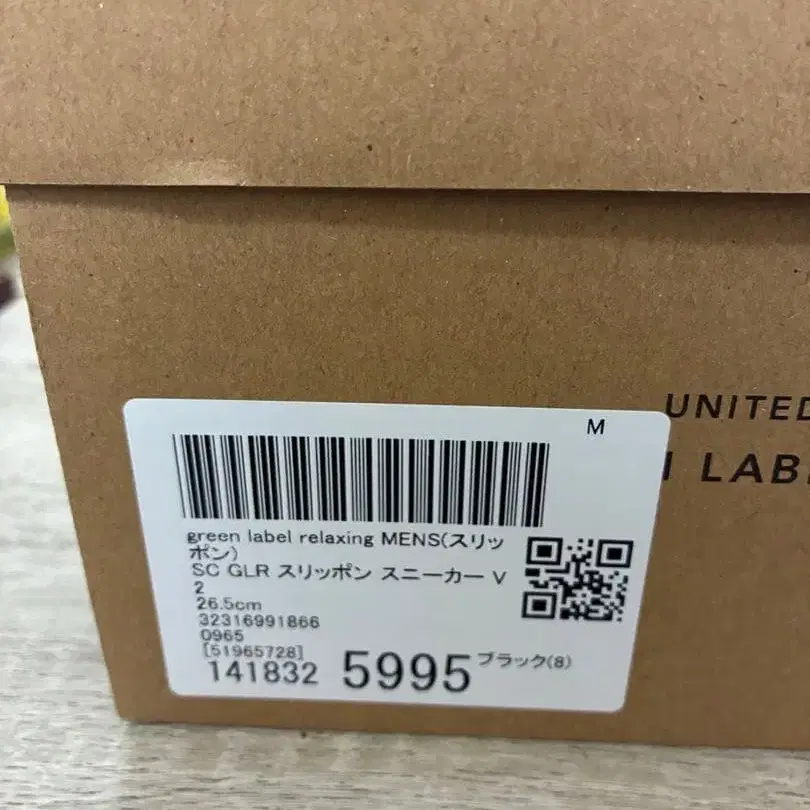 UNITED
LAB
M
green label relaxing MENS(スリッ
ポン)
SC GLR スリッポン スニーカー V
2
26.5cm
32316991866
0965
[51965728]
141832 5995 ブラック(8)